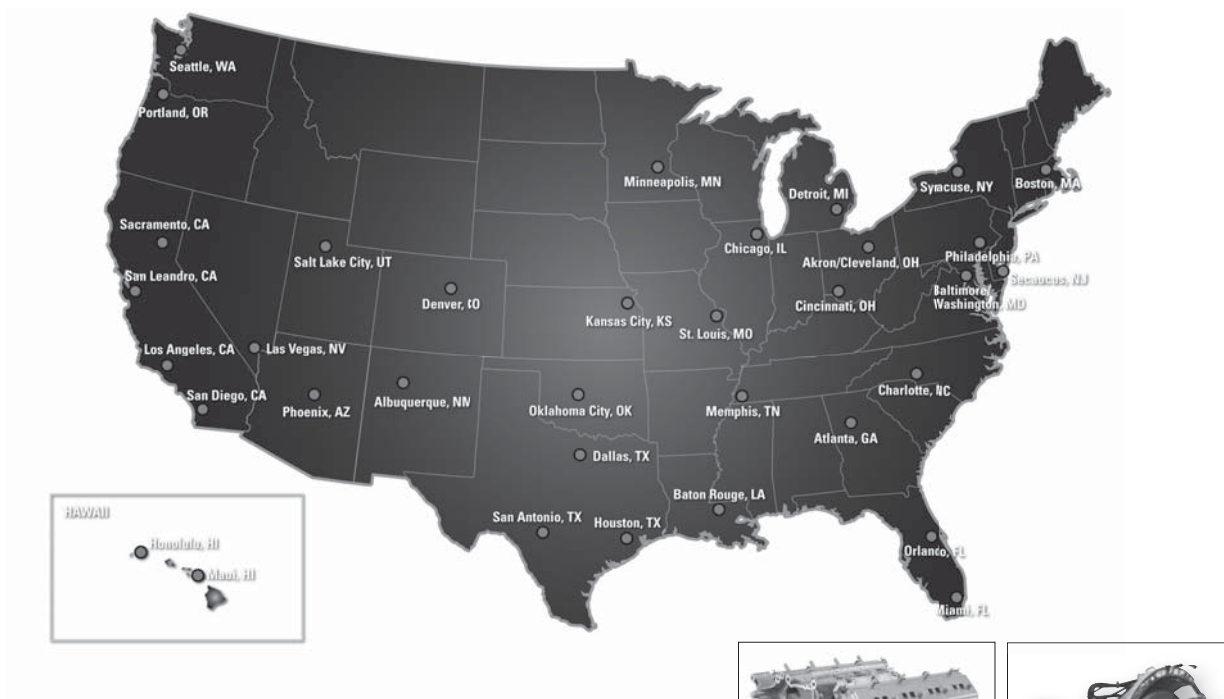 Seattle, WA
Portland, OR
Minneapolis, MN
Detroit, MI
Syracuse, NY
Boston, MA
Sacramento, CA
Chicago, IL
Salt Lake City, UT
Akron/Cleveland, OH
Philadelphia, PA
San Leandro, CA
Secaucus, NJ
Denver, CO
Cincinnati, OH
Baltimore/
Washington, MD
Kansas City, KS
St. Louis, MO
Los Angeles, CA
Las Vegas, NV
San Diego, CA
Phoenix, AZ
Albuquerque, NM
Oklahoma City, OK
Memphis, TN
Charlotte, NC
Atlanta, GA
Dallas, TX
Baton Rouge, LA
San Antonio, TX
Houston, TX
Orlando, FL
Miami, FL
HAWAII
Honolulu, HI
Maui, HI